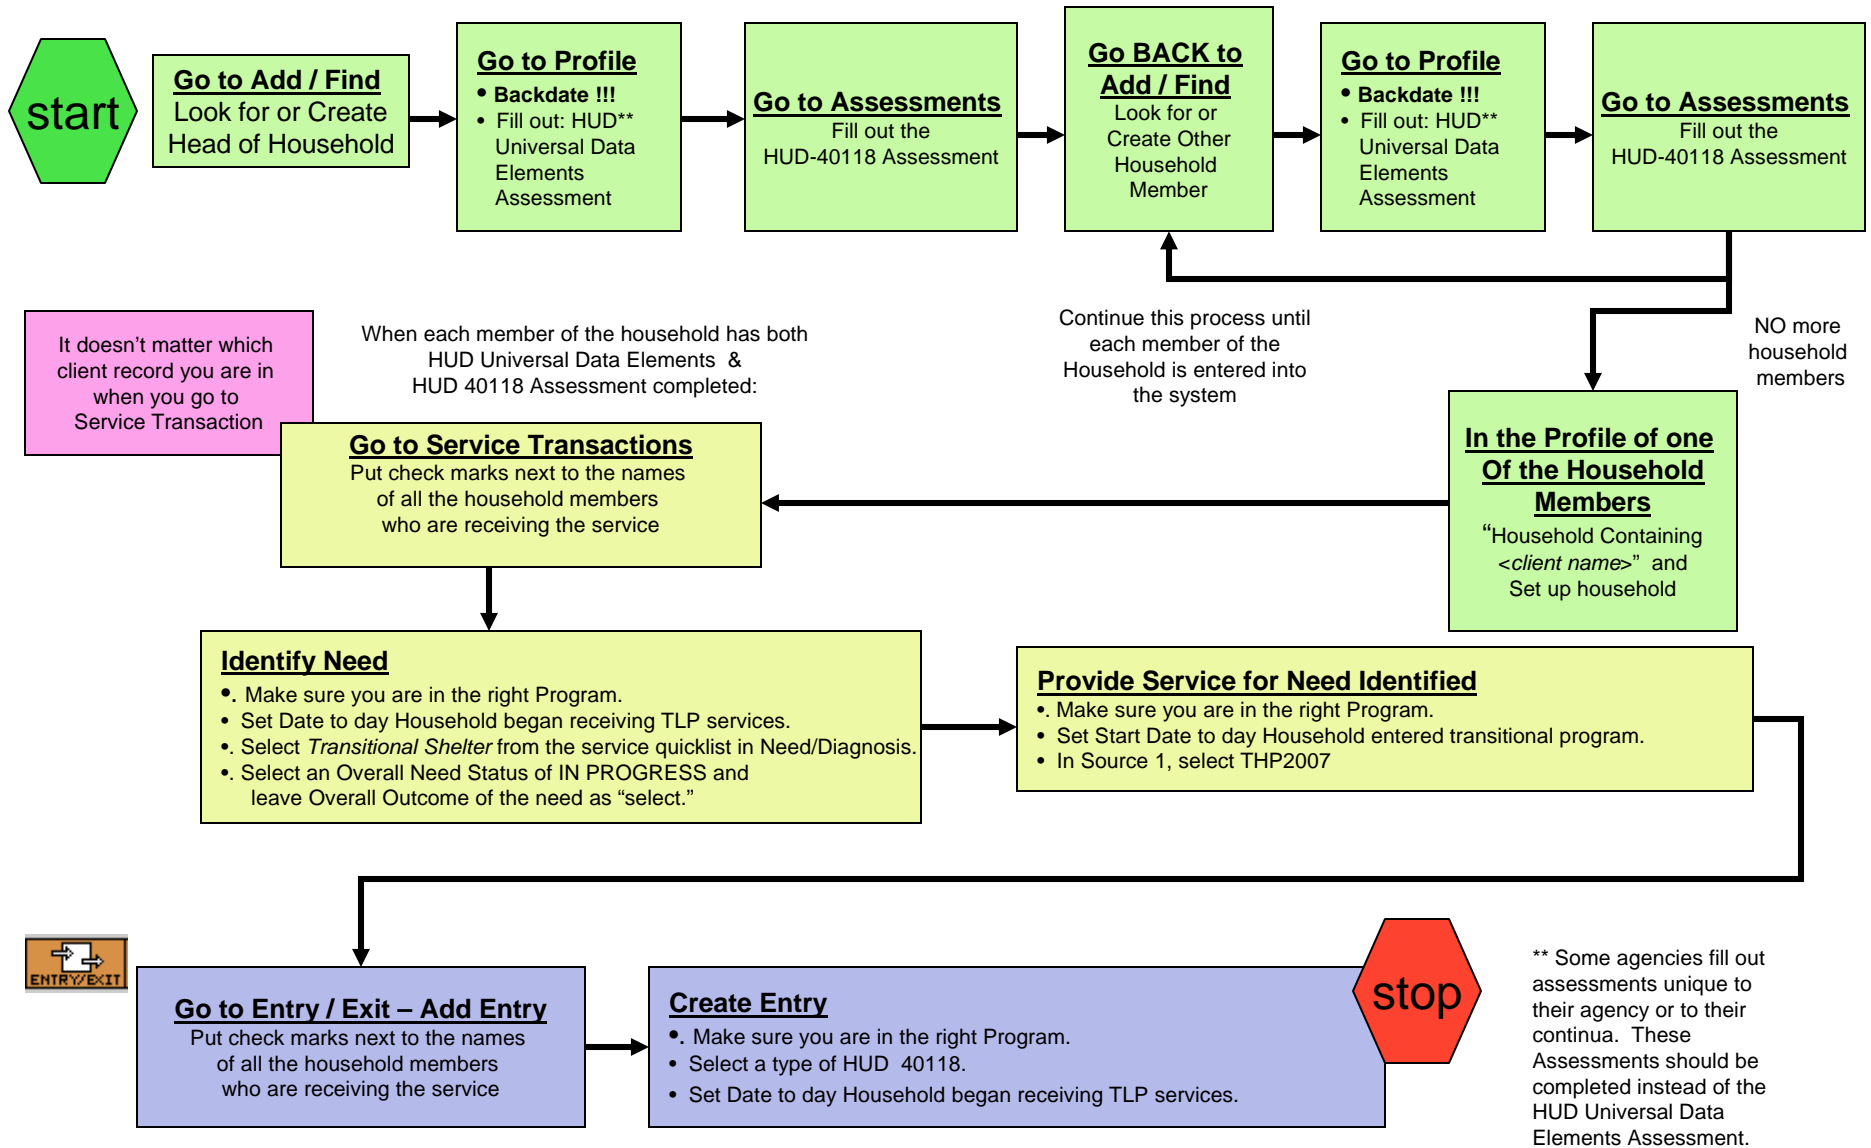 start
Go to Add / Find
Look for or Create
Head of Household
Go to Profile
• Backdate !!!
• Fill out: HUD**
Universal Data
Elements
Assessment
Go to Assessments
Fill out the
HUD-40118 Assessment
Go BACK to
Add / Find
Look for or
Create Other
Household
Member
Go to Profile
• Backdate !!!
• Fill out: HUD**
Universal Data
Elements
Assessment
Go to Assessments
Fill out the
HUD-40118 Assessment
Continue this process until
each member of the
Household is entered into
the system
NO more
household
members
In the Profile of one
Of the Household
Members
“Household Containing
<client name>” and
Set up household
When each member of the household has both
HUD Universal Data Elements &
HUD 40118 Assessment completed:
It doesn’t matter which
client record you are in
when you go to
Service Transaction
Go to Service Transactions
Put check marks next to the names
of all the household members
who are receiving the service
Identify Need
•. Make sure you are in the right Program.
• Set Date to day Household began receiving TLP services.
•. Select Transitional Shelter from the service quicklist in Need/Diagnosis.
•. Select an Overall Need Status of IN PROGRESS and
leave Overall Outcome of the need as “select.”
Provide Service for Need Identified
•. Make sure you are in the right Program.
• Set Start Date to day Household entered transitional program.
• In Source 1, select THP2007
ENTRY/EXIT
Go to Entry / Exit – Add Entry
Put check marks next to the names
of all the household members
who are receiving the service
Create Entry
•. Make sure you are in the right Program.
• Select a type of HUD 40118.
• Set Date to day Household began receiving TLP services.
stop
** Some agencies fill out
assessments unique to
their agency or to their
continua. These
Assessments should be
completed instead of the
HUD Universal Data
Elements Assessment.